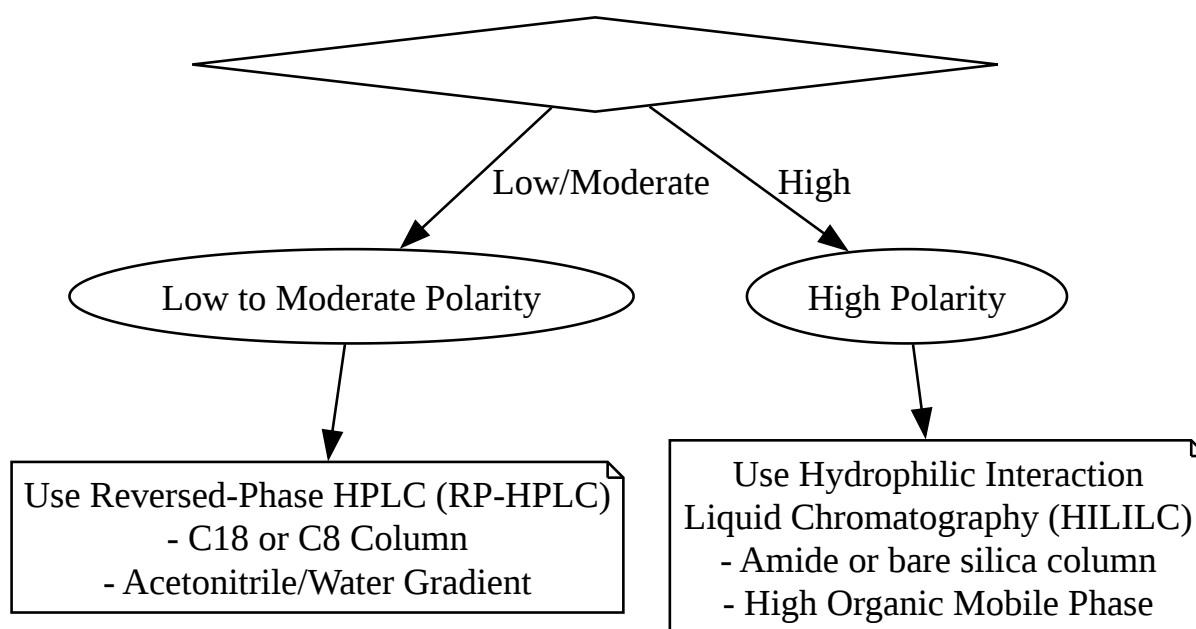 Low/Moderate
High
Low to Moderate Polarity
High Polarity
Use Reversed-Phase HPLC (RP-HPLC)
- C18 or C8 Column
- Acetonitrile/Water Gradient
Use Hydrophilic Interaction
Liquid Chromatography (HILILC)
- Amide or bare silica column
- High Organic Mobile Phase